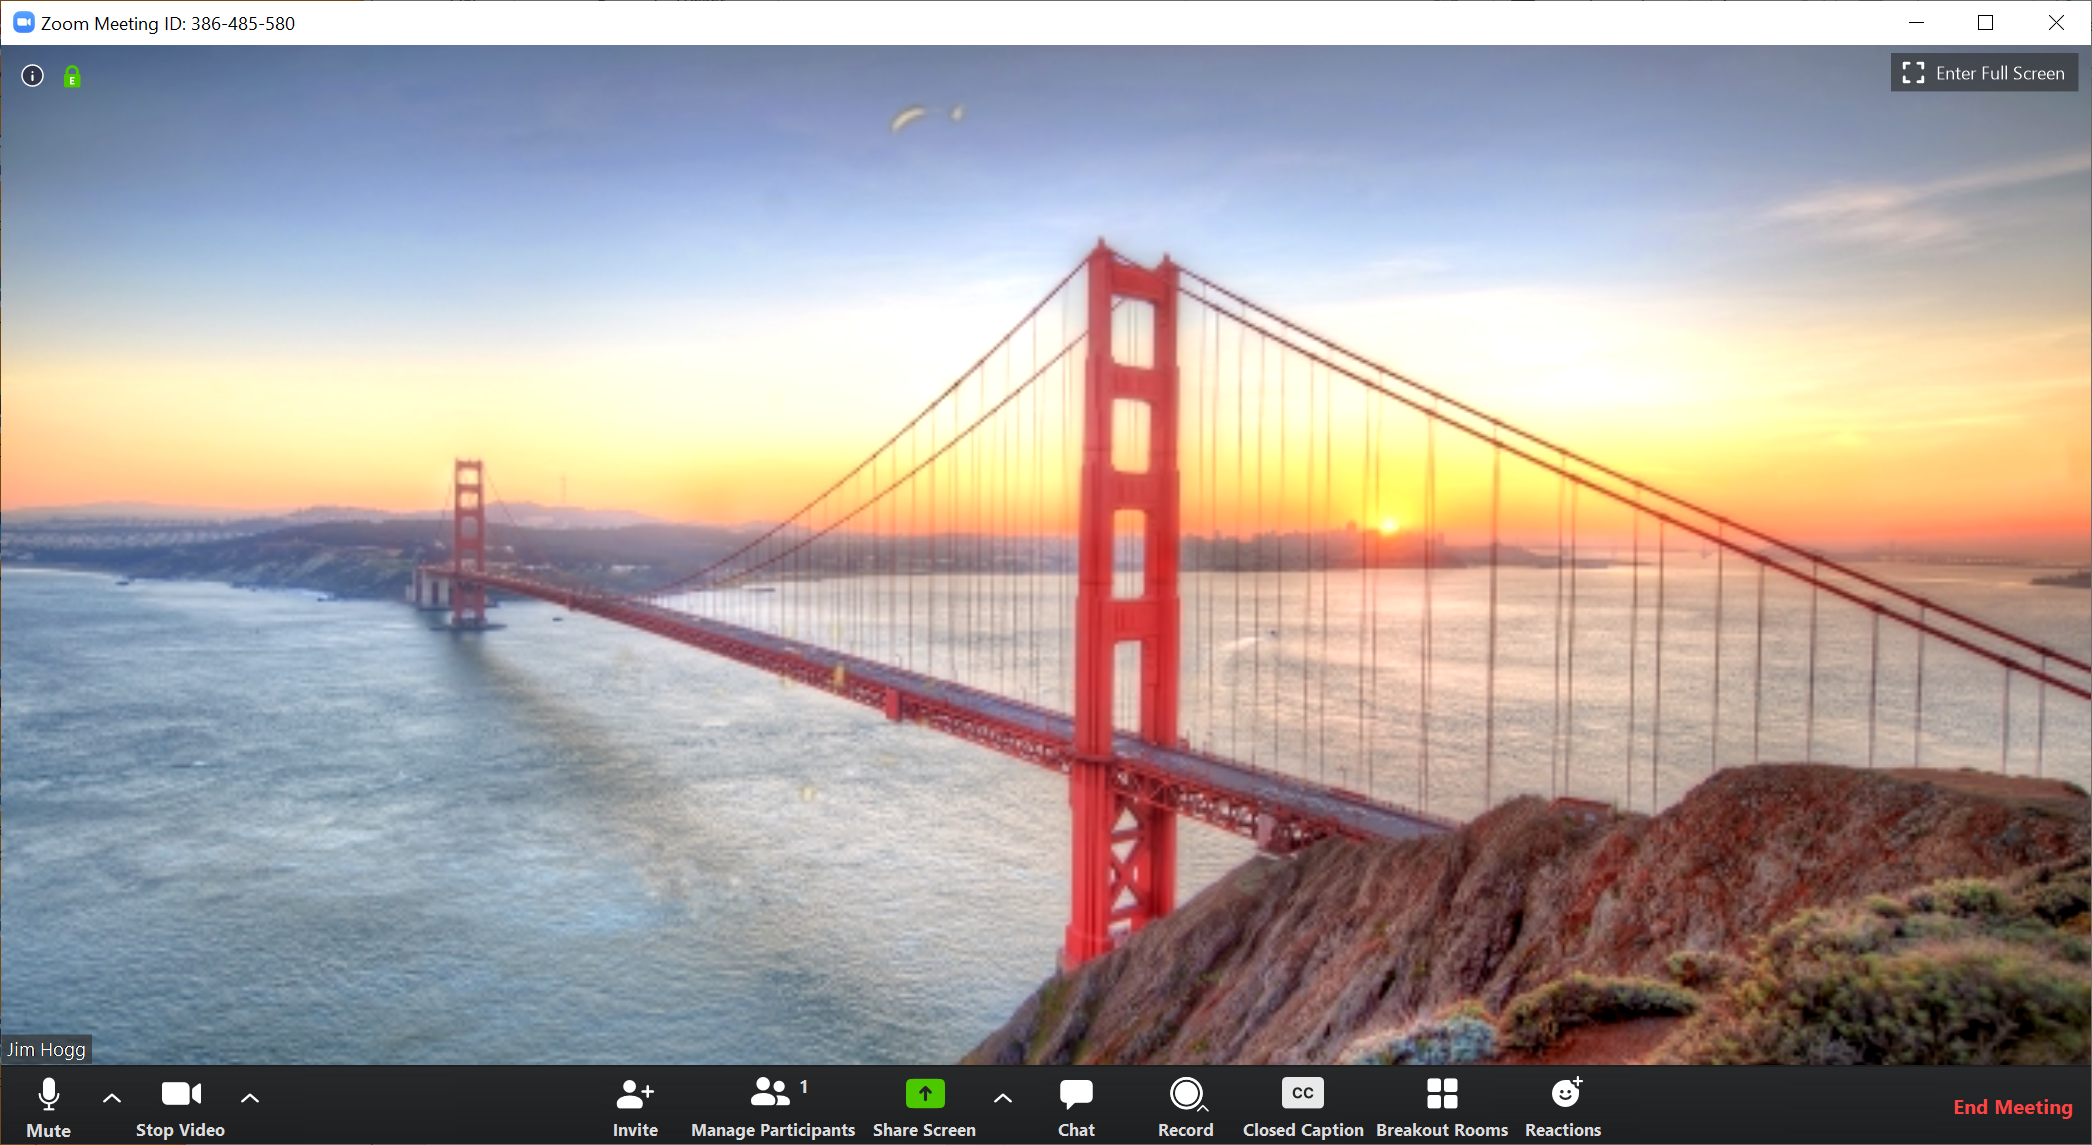 Zoom Meeting ID: 386-485-580
Enter Full Screen
E
Jim Hogg
1
CC
Mute
Stop Video
Invite
Manage Participants
Share Screen
Chat
Record
Closed Caption
Breakout Rooms
Reactions
End Meeting